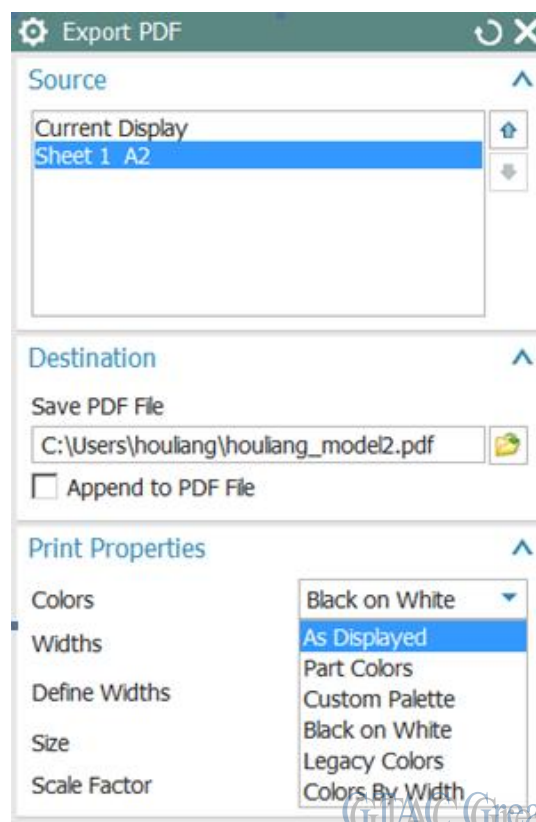 Export PDF
Source
Current Display
Sheet 1 A2
Destination
Save PDF File
C:\Users\houliang\houliang_model2.pdf
Append to PDF File
Print Properties
Colors Black on White
Widths As Displayed
Part Colors
Define Widths Custom Palette
Black on White
Size
Legacy Colors
Scale Factor Colors By Width
GTAC